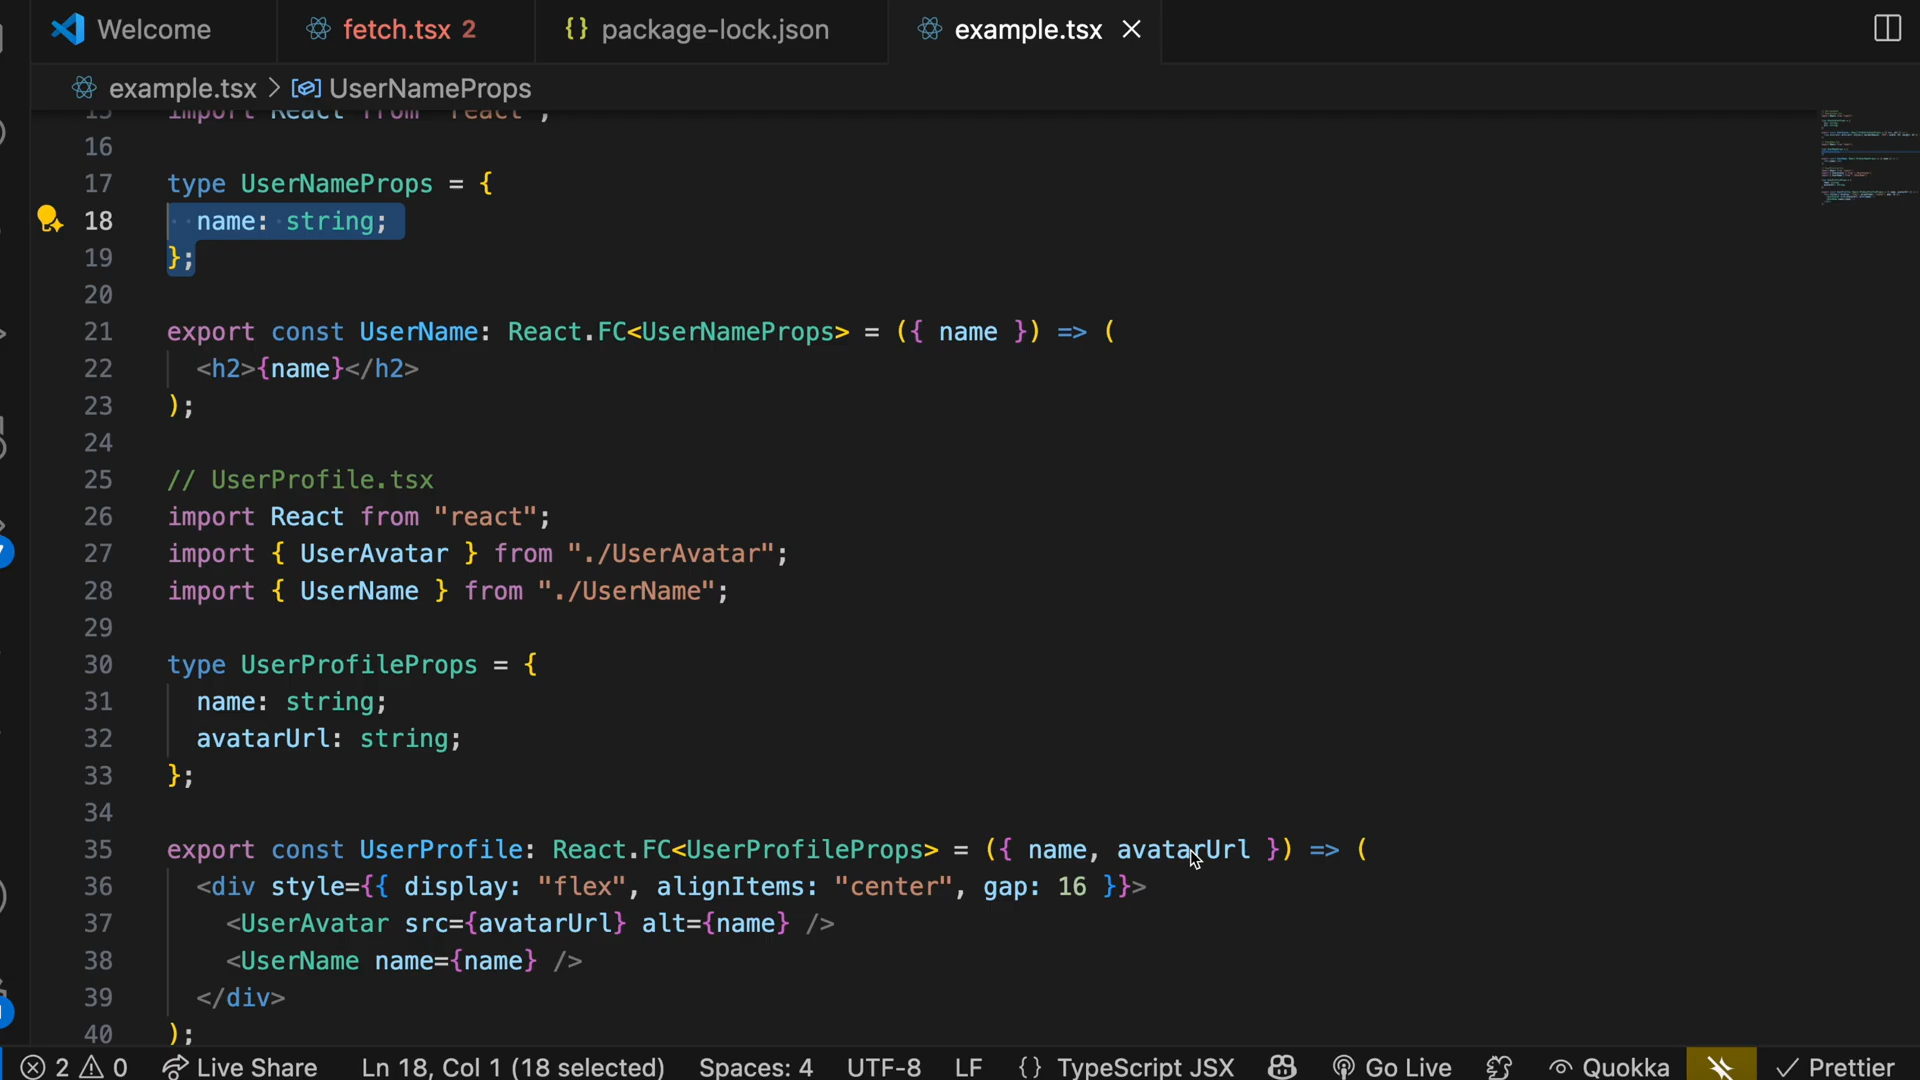 Welcome
fetch.tsx 2
{} package-lock.json
example.tsx
example.tsx > UserNameProps
15 import React from "react";
16
17 type UserNameProps = {
18 name: string;
19 };
20
21 export const UserName: React.FC<UserNameProps> = ({ name }) => (
22 <h2>{name}</h2>
23 );
24
25 // UserProfile.tsx
26 import React from "react";
27 import { UserAvatar } from "./UserAvatar";
28 import { UserName } from "./UserName";
29
30 type UserProfileProps = {
31 name: string;
32 avatarUrl: string;
33 };
34
35 export const UserProfile: React.FC<UserProfileProps> = ({ name, avatarUrl }) => (
36 <div style={{ display: "flex", alignItems: "center", gap: 16 }}>
37 <UserAvatar src={avatarUrl} alt={name} />
38 <UserName name={name} />
39 </div>
40 );
2 0 Live Share Ln 18, Col 1 (18 selected) Spaces: 4 UTF-8 LF {} TypeScript JSX Go Live Quokka Prettier